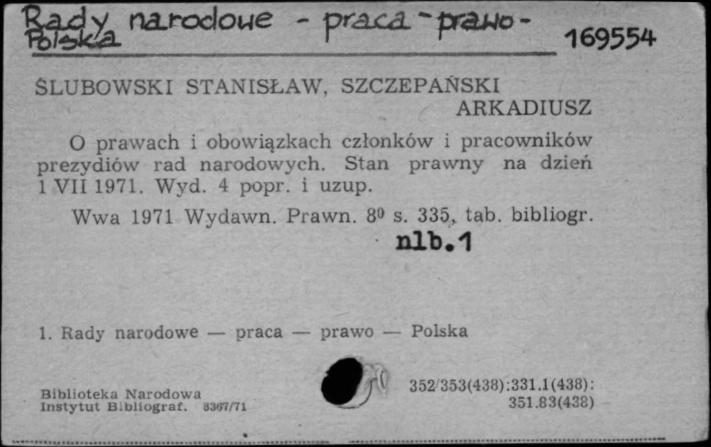 Rady narodowe - praca - prawo -
Polska
169554
ŚLUBOWSKI STANISŁAW, SZCZEPAŃSKI
ARKADIUSZ
O prawach i obowiązkach członków i pracowników
prezydiów rad narodowych. Stan prawny na dzień
1 VII 1971. Wyd. 4 popr. i uzup.
Wwa 1971 Wydawn. Prawn. 8⁰ s. 335, tab. bibliogr.
nlb.1
1. Rady narodowe — praca — prawo — Polska
Biblioteka Narodowa
Instytut Bibliograf. 8367/71
352/353(438):331.1(438):
351.83(438)